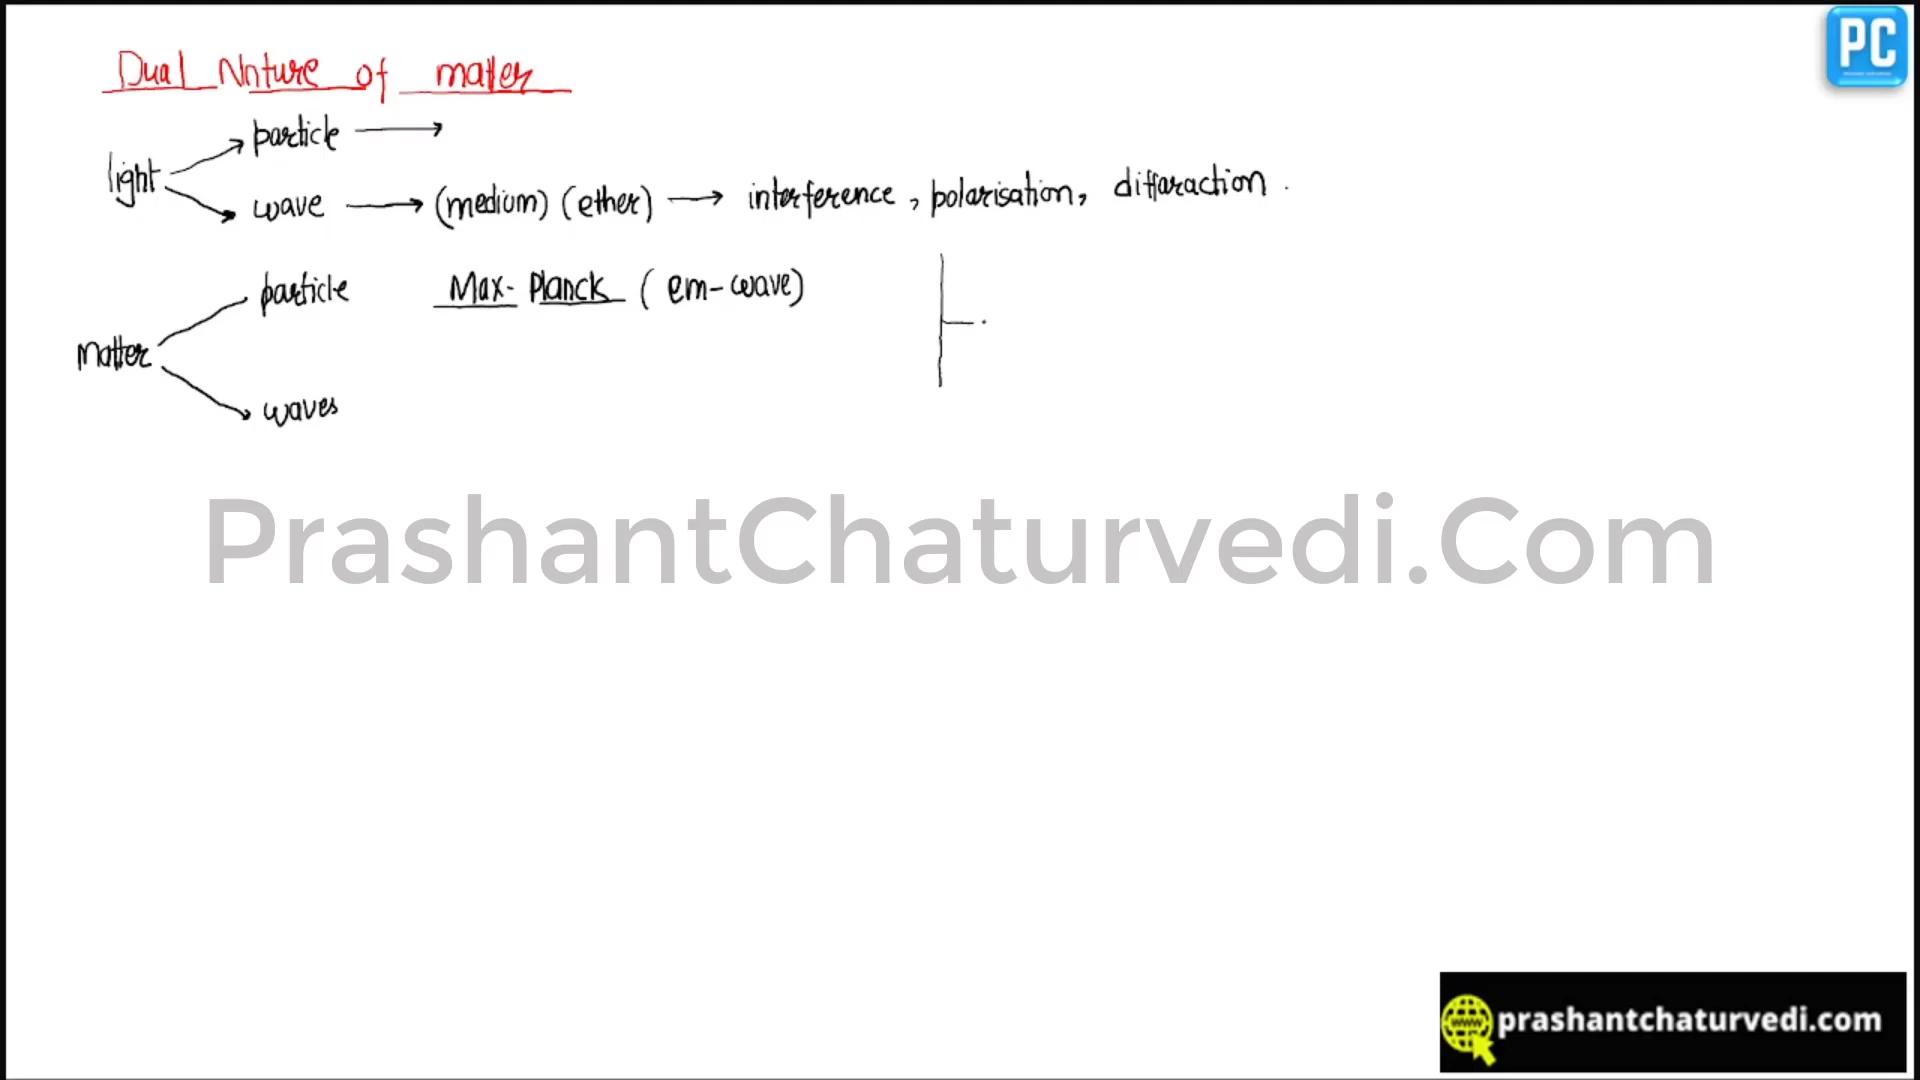 PC
Dual Nature of matter
particle
light
wave (medium) (ether) interference, polarisation, diffaraction.
particle Max-Planck (em-wave)
Matter
waves
PrashantChaturvedi.Com
www prashantchaturvedi.com